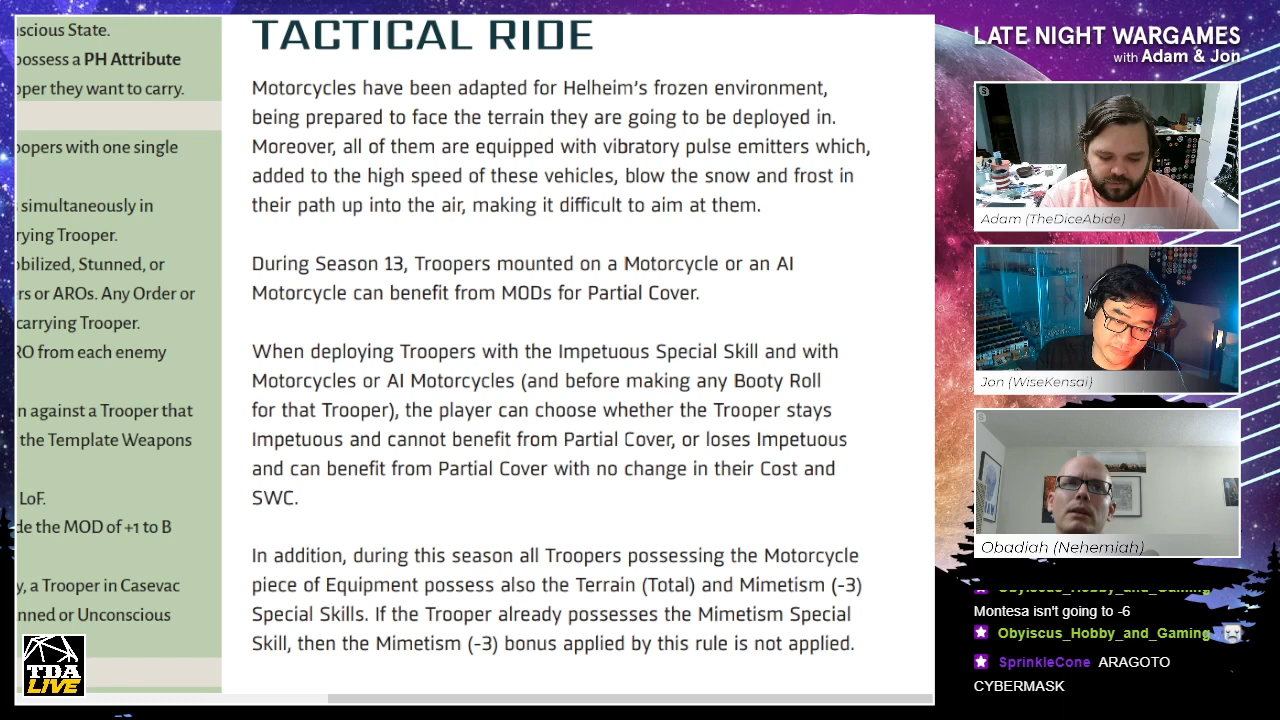 scious State.
ossess a PH Attribute
oper they want to carry.
oopers with one single
simultaneously in
rying Trooper.
obilized, Stunned, or
rs or AROs. Any Order or
carrying Trooper.
RO from each enemy
n against a Trooper that
the Template Weapons
LoF.
de the MOD of +1 to B
y, a Trooper in Casevac
nned or Unconscious
TDA
LIVE
TACTICAL RIDE
Motorcycles have been adapted for Helheim's frozen environment,
being prepared to face the terrain they are going to be deployed in.
Moreover, all of them are equipped with vibratory pulse emitters which,
added to the high speed of these vehicles, blow the snow and frost in
their path up into the air, making it difficult to aim at them.
During Season 13, Troopers mounted on a Motorcycle or an AI
Motorcycle can benefit from MODs for Partial Cover.
When deploying Troopers with the Impetuous Special Skill and with
Motorcycles or AI Motorcycles (and before making any Booty Roll
for that Trooper), the player can choose whether the Trooper stays
Impetuous and cannot benefit from Partial Cover, or loses Impetuous
and can benefit from Partial Cover with no change in their Cost and
SWC.
In addition, during this season all Troopers possessing the Motorcycle
piece of Equipment possess also the Terrain (Total) and Mimetism (-3)
Special Skills. If the Trooper already possesses the Mimetism Special
Skill, then the Mimetism (-3) bonus applied by this rule is not applied.
LATE NIGHT WARGAMES
with Adam & Jon
Adam (TheDiceAbide)
Jon (WiseKensai)
Obadiah (Nehemiah)
Obyiscus_Hobby_and_Gaming
Montesa isn't going to -6
Obyiscus_Hobby_and_Gaming
SprinkleCone ARAGOTO
CYBERMASK